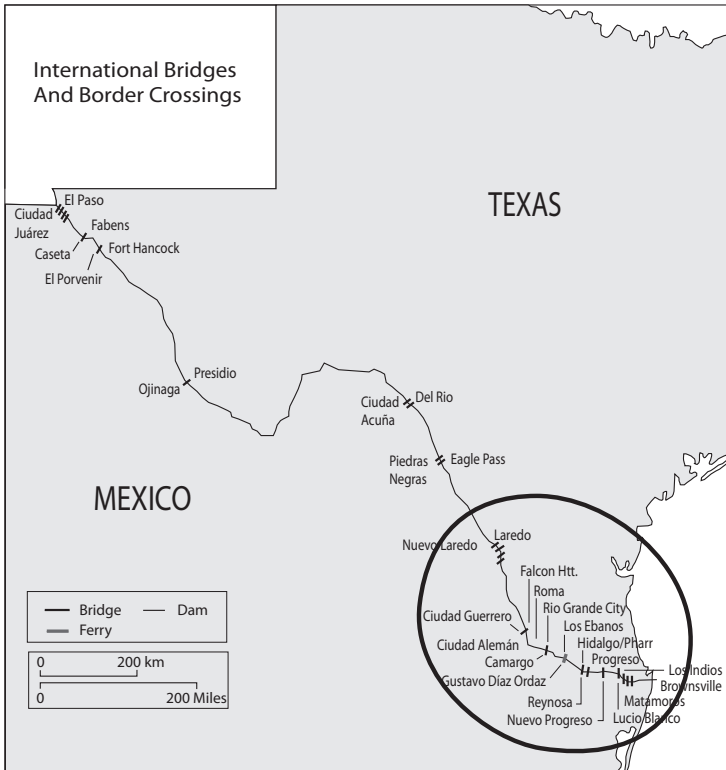 International Bridges
And Border Crossings
TEXAS
El Paso
Ciudad
Juárez
Fabens
Caseta
Fort Hancock
El Porvenir
Presidio
Ojinaga
Ciudad
Acuña
Del Rio
Piedras
Negras
Eagle Pass
MEXICO
Laredo
Nuevo Laredo
Falcon Htt.
Roma
Rio Grande City
Ciudad Guerrero
Los Ebanos
Ciudad Alemán
Hidalgo/Pharr
Camargo
Progreso
Gustavo Díaz Ordaz
Los Indios
Brownsville
Reynosa
Matamoros
Nuevo Progreso
Lucio Blanco
Bridge
Dam
Ferry
0 200 km
0 200 Miles